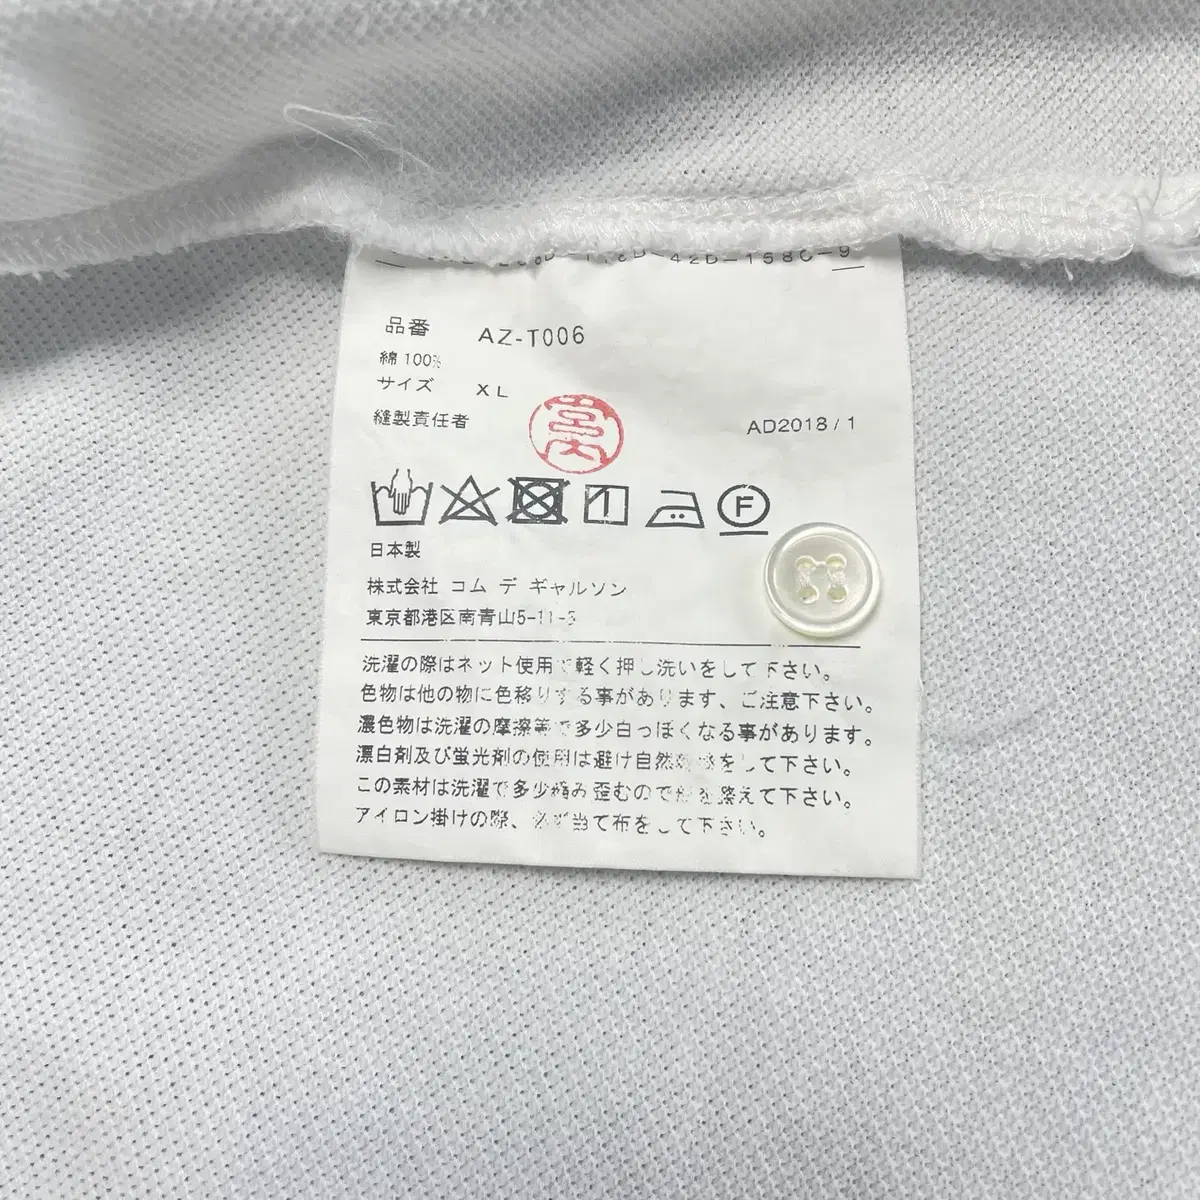 42D-158C-9
品番 AZ-T006
綿 100%
サイズ XL
縫製責任者
AD2018 / 1
F
日本製
株式会社 コム デ ギャルソン
東京都港区南青山5-11-3
洗濯の際はネット使用で軽く押し洗いをして下さい。
色物は他の物に色移りする事があります、ご注意下さい。
濃色物は洗濯の摩擦等で多少白っぽくなる事があります。
漂白剤及び蛍光剤の使用は避け自然乾燥をして下さい。
この素材は洗濯で多少縮み歪むので形を整えて下さい。
アイロン掛けの際、必ず当て布をして下さい。